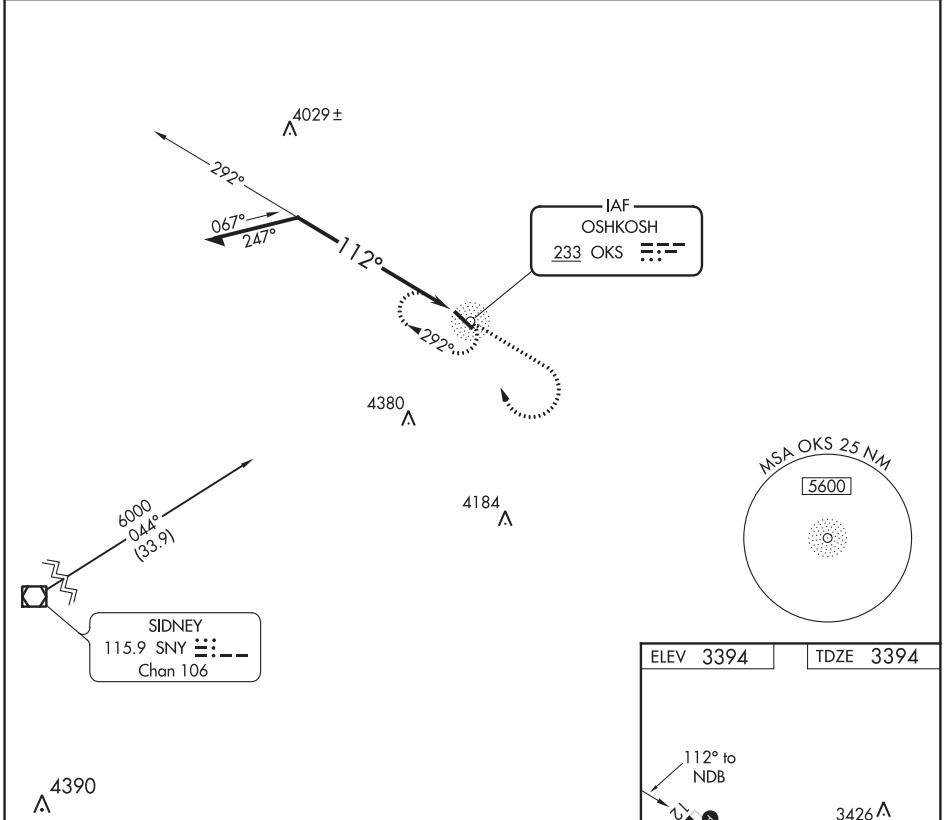 4029±
292°
067°
247°
112°
IAF
OSHKOSH
233 OKS
292°
4380
4184
MSA OKS 25 NM
5600
6000
044°
(33.9)
SIDNEY
115.9 SNY
Chan 106
4390
ELEV 3394
TDZE 3394
112° to
NDB
12
A
3426